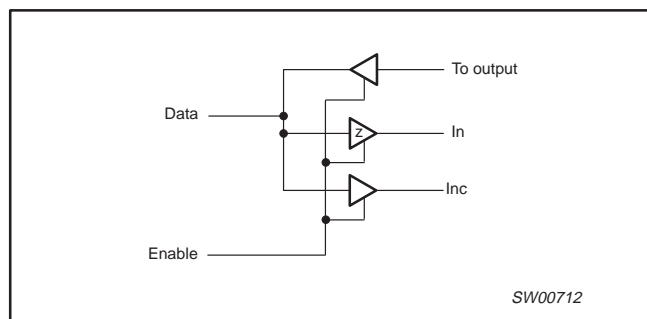 To output
Data
z
In
Inc
Enable
SW00712